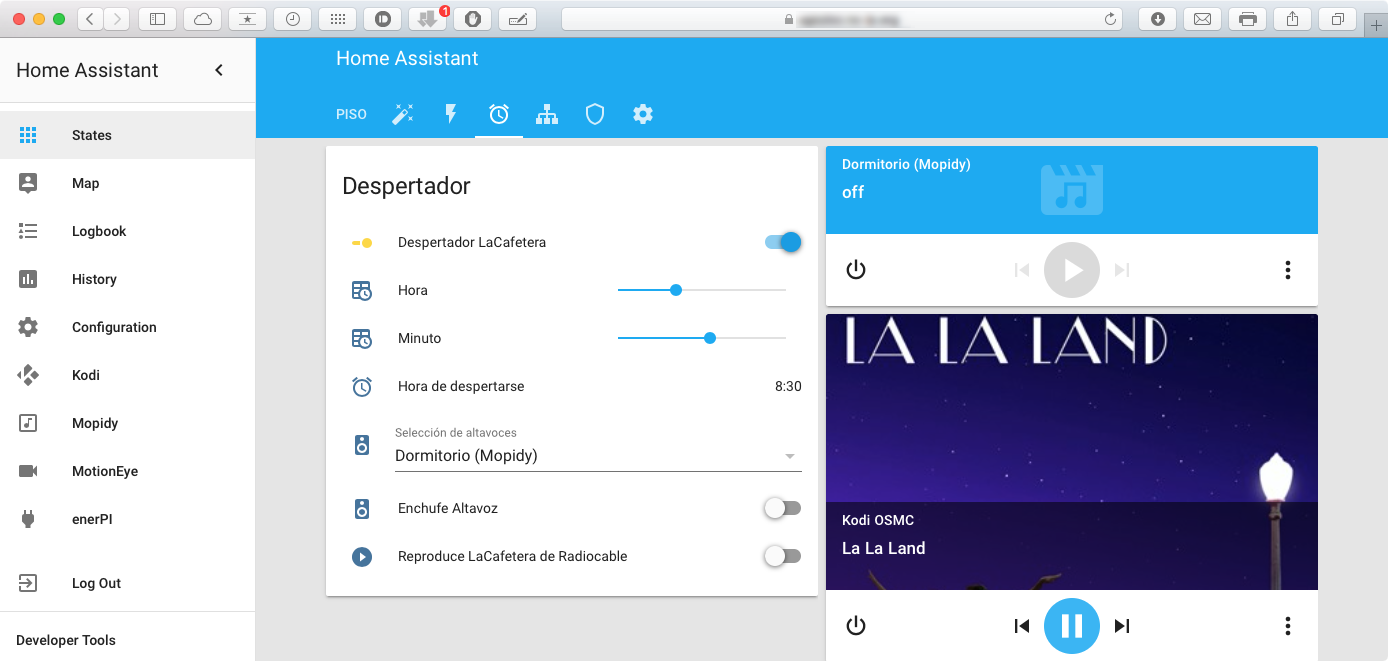 1
Home Assistant
States
Map
Logbook
History
Configuration
Kodi
Mopidy
MotionEye
enerPI
Log Out
Developer Tools
Home Assistant
PISO
Despertador
Despertador LaCafetera
Hora
Minuto
Hora de despertarse 8:30
Selección de altavoces
Dormitorio (Mopidy)
Enchufe Altavoz
Reproduce LaCafetera de Radiocable
Dormitorio (Mopidy)
off
LA LA LAND
Kodi OSMC
La La Land